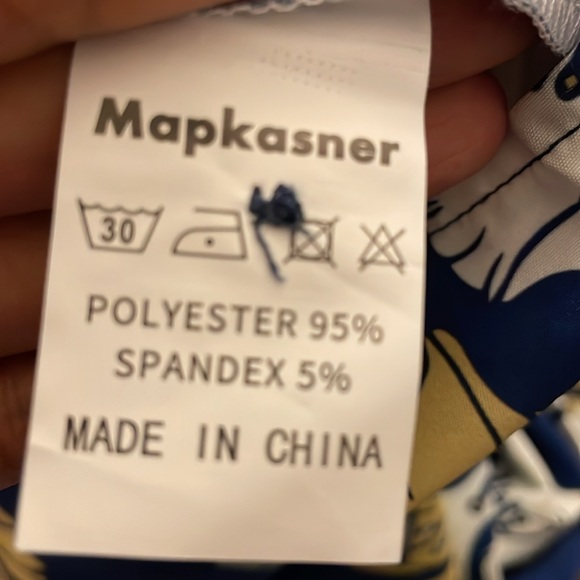 Mapkasner
30
POLYESTER 95%
SPANDEX 5%
MADE IN CHINA